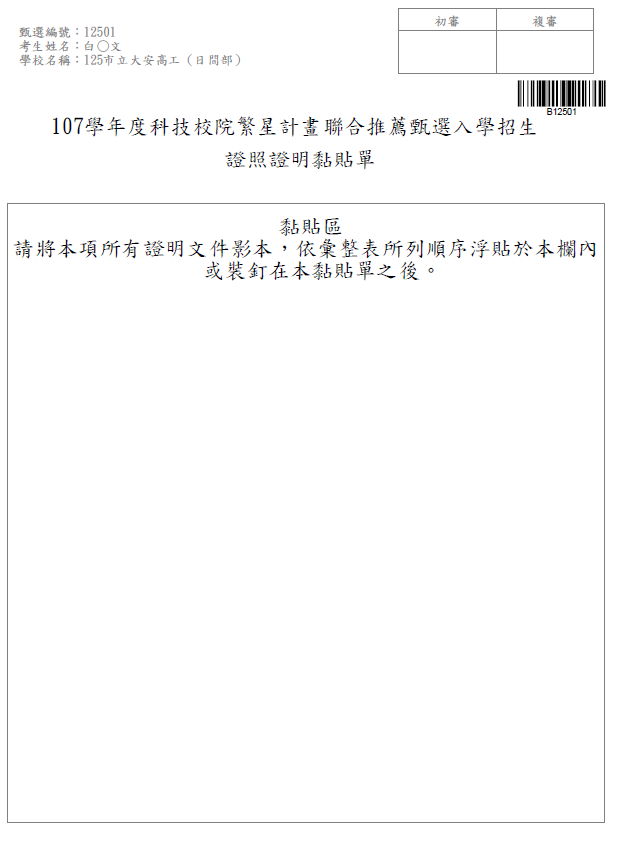 甄選編號：12501
考生姓名：白○文
學校名稱：125市立大安高工（日間部）
初審 複審
B12501
107學年度科技校院繁星計畫聯合推薦甄選入學招生
證照證明黏貼單
黏貼區
請將本項所有證明文件影本，依彙整表所列順序浮貼於本欄內
或裝釘在本黏貼單之後。